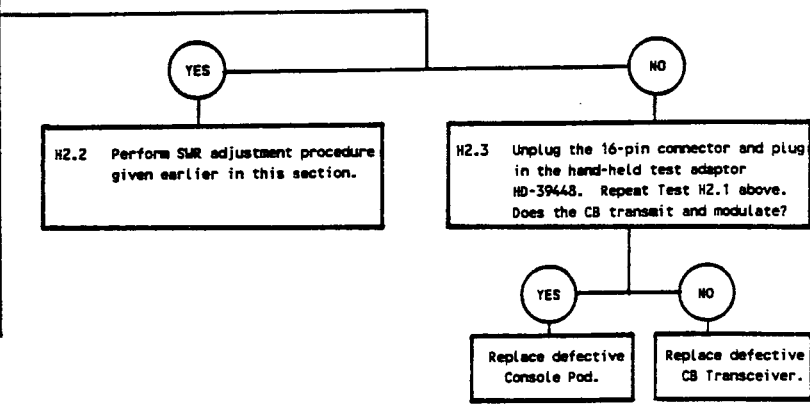 YES
NO
H2.2 Perform SWR adjustment procedure
given earlier in this section.
H2.3 Unplug the 16-pin connector and plug
in the hand-held test adaptor
HD-39448. Repeat Test H2.1 above.
Does the CB transmit and modulate?
YES
NO
Replace defective
Console Pod.
Replace defective
CB Transceiver.